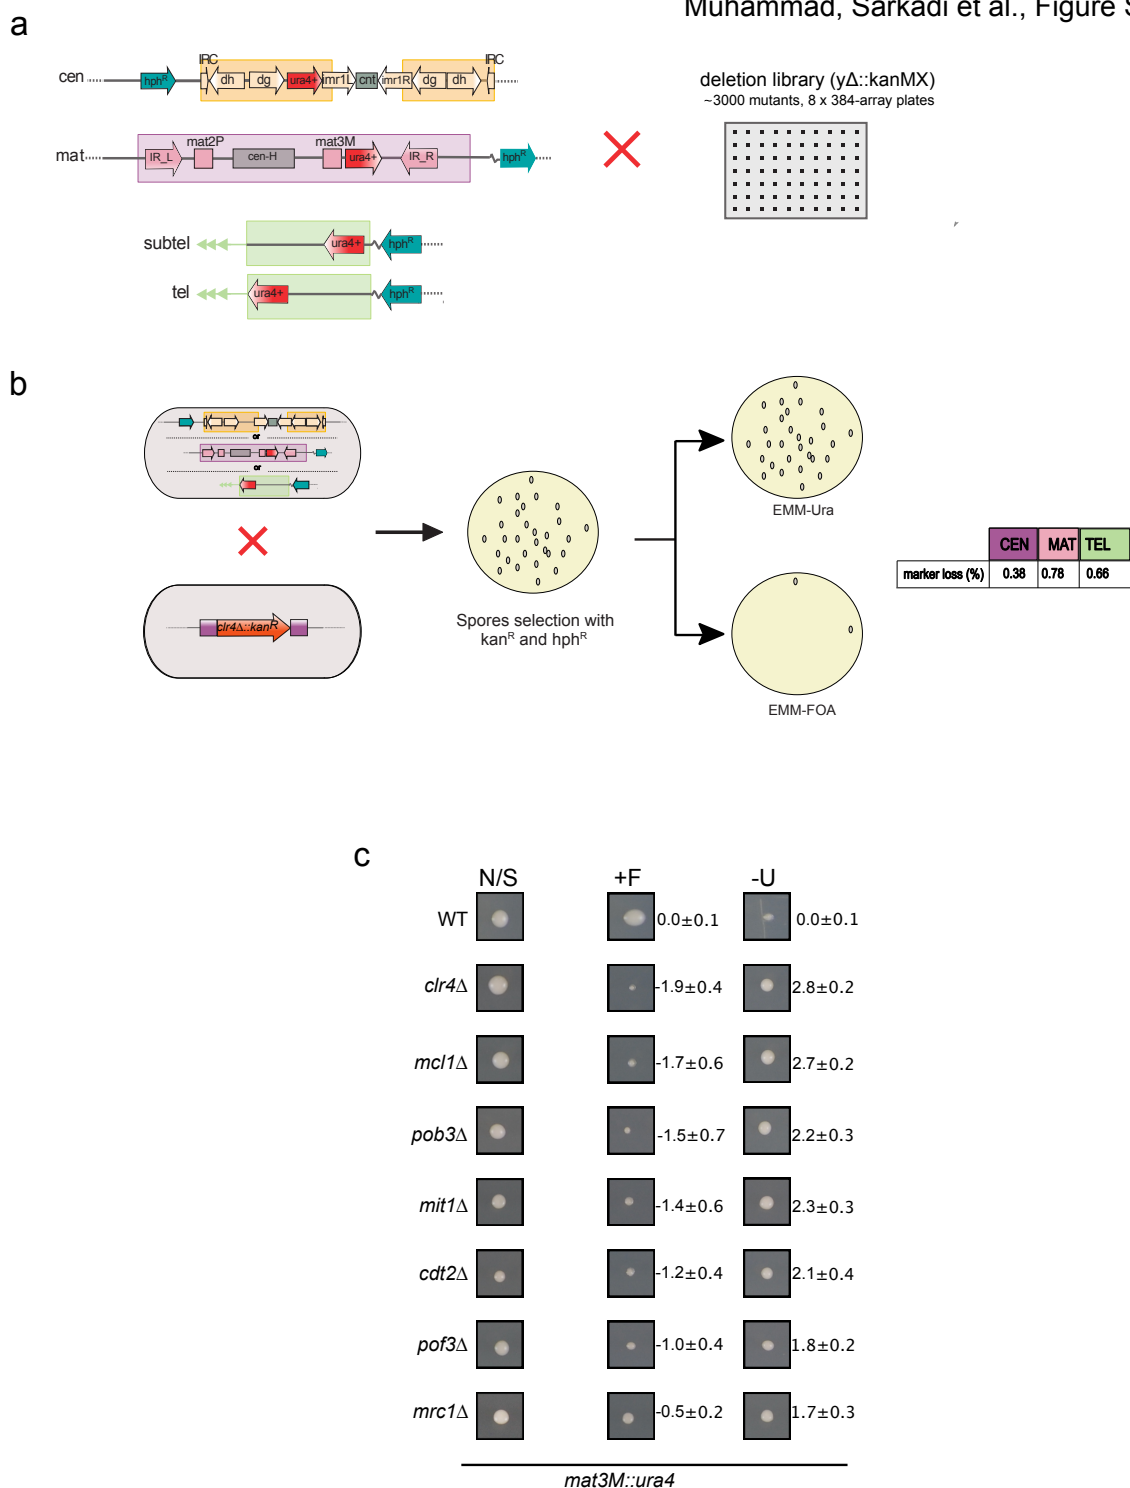 Muhammad, Sarkadi et al., Figure S
a
IRC IRC
cen hphR dh dg ura4+ imr1L cnt imr1R dg dh
deletion library (yΔ::kanMX)
~3000 mutants, 8 x 384-array plates
mat2P mat3M
mat IR_L cen-H ura4+ IR_R hphR
subtel ura4+ hphR
tel ura4+ hphR
b
or
or
clr4Δ::kanR
Spores selection with
kanR and hphR
EMM-Ura
EMM-FOA
CEN MAT TEL
marker loss (%) 0.38 0.78 0.66
c
N/S +F -U
WT 0.0±0.1 0.0±0.1
clr4Δ -1.9±0.4 2.8±0.2
mcl1Δ -1.7±0.6 2.7±0.2
pob3Δ -1.5±0.7 2.2±0.3
mit1Δ -1.4±0.6 2.3±0.3
cdt2Δ -1.2±0.4 2.1±0.4
pof3Δ -1.0±0.4 1.8±0.2
mrc1Δ -0.5±0.2 1.7±0.3
mat3M::ura4